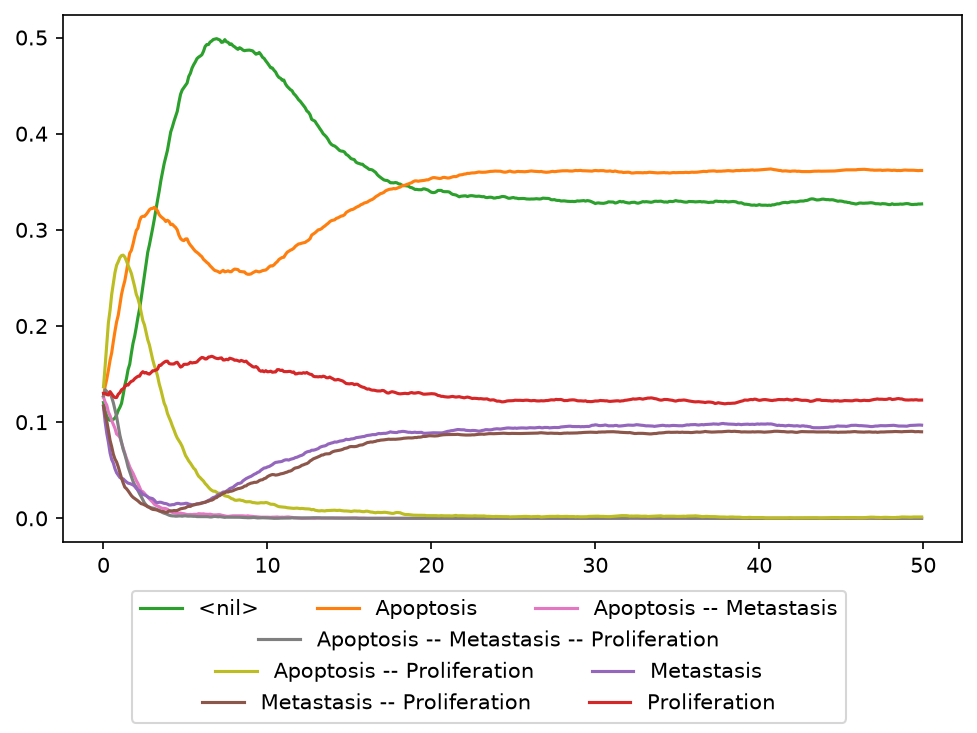 0.5
0.4
0.3
0.2
0.1
0.0
0 10 20 30 40 50
<nil> Apoptosis Apoptosis -- Metastasis
Apoptosis -- Metastasis -- Proliferation
Apoptosis -- Proliferation Metastasis
Metastasis -- Proliferation Proliferation